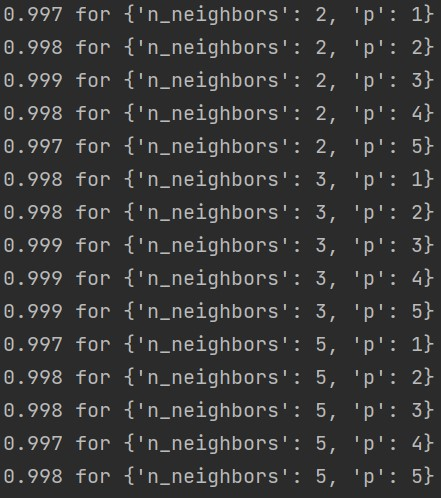 0.997 for {'n_neighbors': 2, 'p': 1}
0.998 for {'n_neighbors': 2, 'p': 2}
0.999 for {'n_neighbors': 2, 'p': 3}
0.998 for {'n_neighbors': 2, 'p': 4}
0.997 for {'n_neighbors': 2, 'p': 5}
0.998 for {'n_neighbors': 3, 'p': 1}
0.998 for {'n_neighbors': 3, 'p': 2}
0.999 for {'n_neighbors': 3, 'p': 3}
0.999 for {'n_neighbors': 3, 'p': 4}
0.999 for {'n_neighbors': 3, 'p': 5}
0.997 for {'n_neighbors': 5, 'p': 1}
0.998 for {'n_neighbors': 5, 'p': 2}
0.998 for {'n_neighbors': 5, 'p': 3}
0.997 for {'n_neighbors': 5, 'p': 4}
0.998 for {'n_neighbors': 5, 'p': 5}